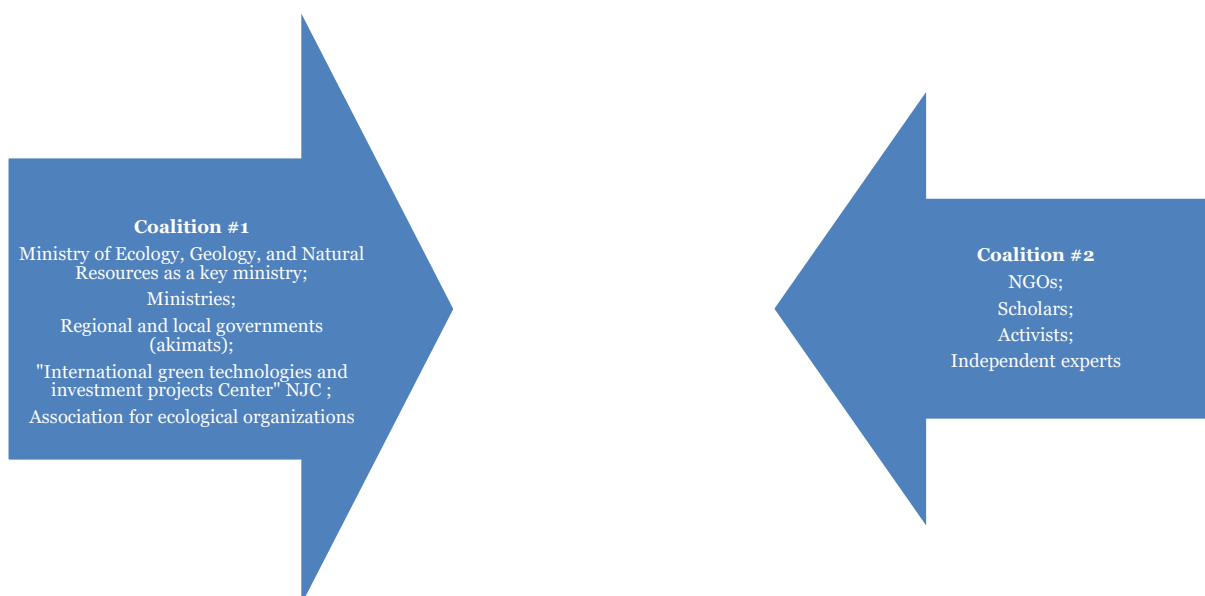 Coalition #1
Ministry of Ecology, Geology, and Natural
Resources as a key ministry;
Ministries;
Regional and local governments
(akimats);
"International green technologies and
investment projects Center" NJC ;
Association for ecological organizations
Coalition #2
NGOs;
Scholars;
Activists;
Independent experts